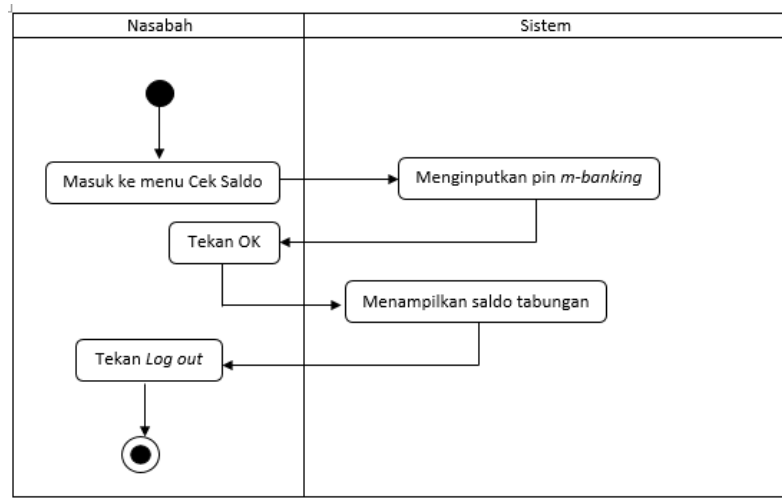 Nasabah
Sistem
Masuk ke menu Cek Saldo
Menginputkan pin m-banking
Tekan OK
Menampilkan saldo tabungan
Tekan Log out